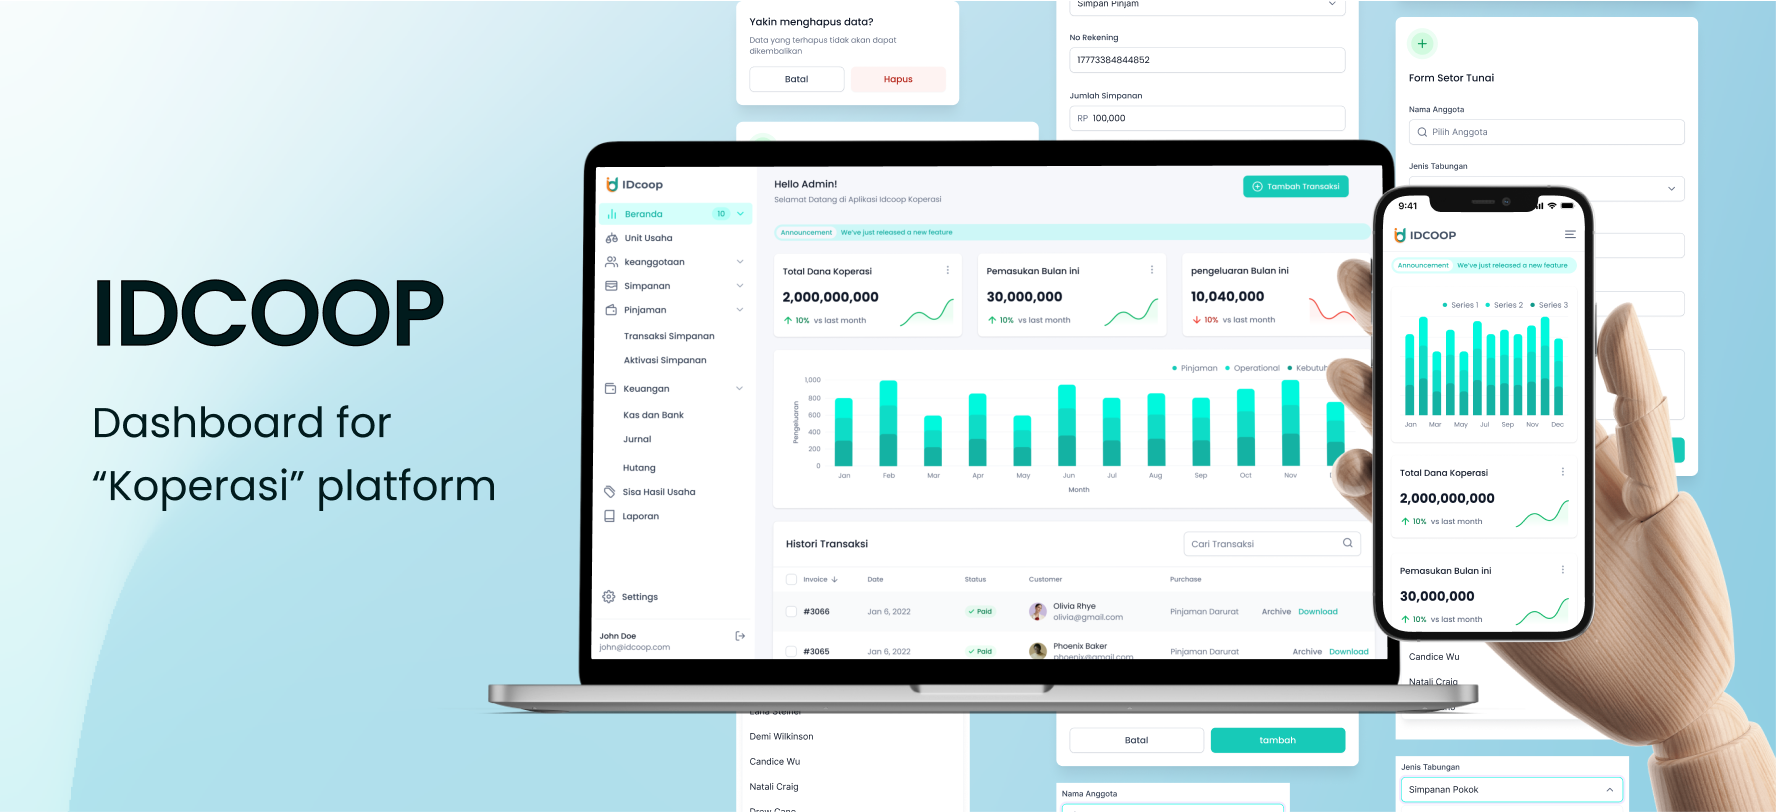 IDCOOP
Dashboard for
“Koperasi” platform
Yakin menghapus data?
Data yang terhapus tidak akan dapat
dikembalikan
Batal
Hapus
Simpan Pinjam
No Rekening
17773384844852
Jumlah Simpanan
RP 100,000
Form Setor Tunai
Nama Anggota
Pilih Anggota
Jenis Tabungan
IDcoop
Beranda 10
Unit Usaha
keanggotaan
Simpanan
Pinjaman
Transaksi Simpanan
Aktivasi Simpanan
Keuangan
Kas dan Bank
Jurnal
Hutang
Sisa Hasil Usaha
Laporan
Settings
John Doe
john@idcoop.com
Hello Admin!
Selamat Datang di Aplikasi Idcoop Koperasi
Tambah Transaksi
Announcement We've just released a new feature
Total Dana Koperasi
2,000,000,000
10% vs last month
Pemasukan Bulan ini
30,000,000
10% vs last month
pengeluaran Bulan ini
10,040,000
10% vs last month
Pinjaman Operational
Pengeluaran
1,000
800
600
400
200
0
Jan Feb Mar Apr May Jun Jul Aug Sep Oct Nov
Month
Histori Transaksi
Cari Transaksi
Invoice Date Status Customer Purchase
#3066 Jan 6, 2022 Paid Olivia Rhye Pinjaman Darurat Archive Download
olivia@gmail.com
#3065 Jan 6, 2022 Paid Phoenix Baker Pinjaman Darurat Archive Download
phoenix@gmail.com
9:41
IDCOOP
Announcement We've just released a new feature
Series 1 Series 2 Series 3
Jan Mar May Jul Sep Nov Dec
Total Dana Koperasi
2,000,000,000
10% vs last month
Pemasukan Bulan ini
30,000,000
10% vs last month
Candice Wu
Natali Craig
Lana Steiner
Demi Wilkinson
Candice Wu
Natali Craig
Drew Cano
Batal
tambah
Nama Anggota
Jenis Tabungan
Simpanan Pokok